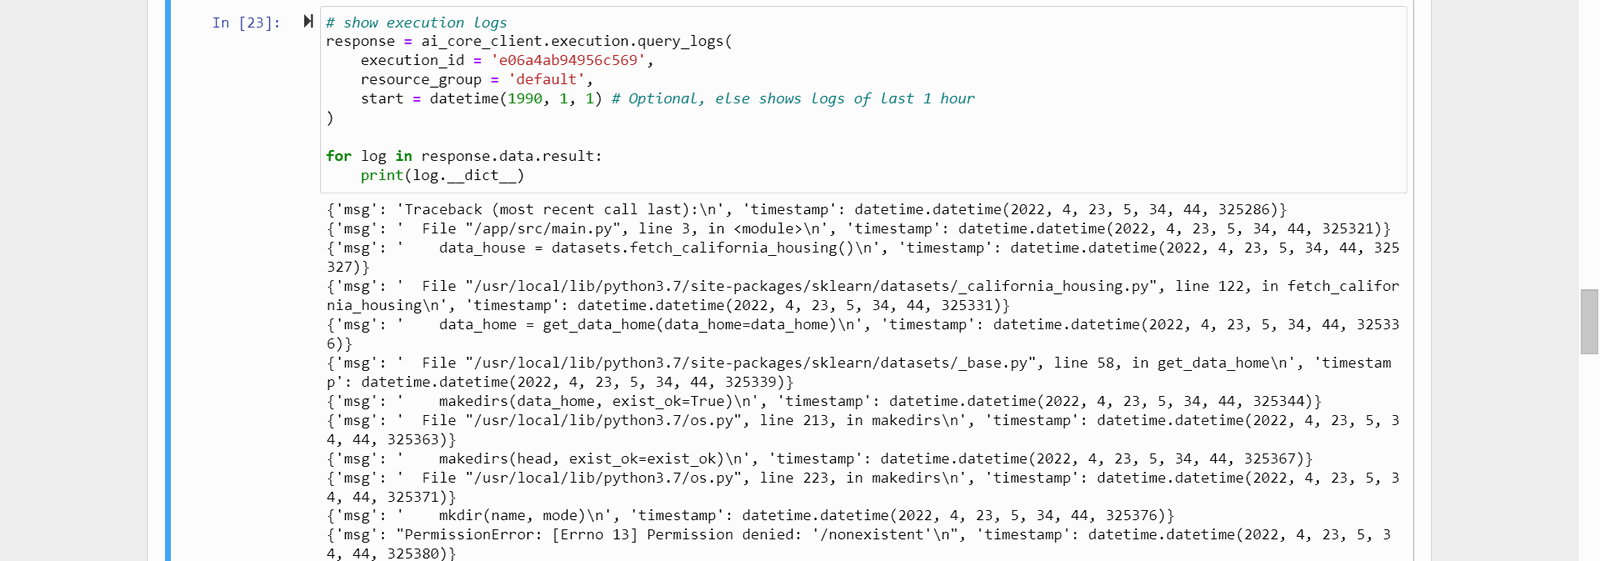 In [23]:
# show execution logs
response = ai_core_client.execution.query_logs(
    execution_id = 'e06a4ab94956c569',
    resource_group = 'default',
    start = datetime(1990, 1, 1) # Optional, else shows logs of last 1 hour
)
for log in response.data.result:
    print(log.__dict__)
{'msg': 'Traceback (most recent call last):\n', 'timestamp': datetime.datetime(2022, 4, 23, 5, 34, 44, 325286)}
{'msg': '  File "/app/src/main.py", line 3, in <module>\n', 'timestamp': datetime.datetime(2022, 4, 23, 5, 34, 44, 325321)}
{'msg': '    data_house = datasets.fetch_california_housing()\n', 'timestamp': datetime.datetime(2022, 4, 23, 5, 34, 44, 325
327)}
{'msg': '  File "/usr/local/lib/python3.7/site-packages/sklearn/datasets/_california_housing.py", line 122, in fetch_califor
nia_housing\n', 'timestamp': datetime.datetime(2022, 4, 23, 5, 34, 44, 325331)}
{'msg': '    data_home = get_data_home(data_home=data_home)\n', 'timestamp': datetime.datetime(2022, 4, 23, 5, 34, 44, 32533
6)}
{'msg': '  File "/usr/local/lib/python3.7/site-packages/sklearn/datasets/_base.py", line 58, in get_data_home\n', 'timestam
p': datetime.datetime(2022, 4, 23, 5, 34, 44, 325339)}
{'msg': '    makedirs(data_home, exist_ok=True)\n', 'timestamp': datetime.datetime(2022, 4, 23, 5, 34, 44, 325344)}
{'msg': '  File "/usr/local/lib/python3.7/os.py", line 213, in makedirs\n', 'timestamp': datetime.datetime(2022, 4, 23, 5, 3
4, 44, 325363)}
{'msg': '    makedirs(head, exist_ok=exist_ok)\n', 'timestamp': datetime.datetime(2022, 4, 23, 5, 34, 44, 325367)}
{'msg': '  File "/usr/local/lib/python3.7/os.py", line 223, in makedirs\n', 'timestamp': datetime.datetime(2022, 4, 23, 5, 3
4, 44, 325371)}
{'msg': '    mkdir(name, mode)\n', 'timestamp': datetime.datetime(2022, 4, 23, 5, 34, 44, 325376)}
{'msg': "PermissionError: [Errno 13] Permission denied: '/nonexistent'\n", 'timestamp': datetime.datetime(2022, 4, 23, 5, 3
4, 44, 325380)}